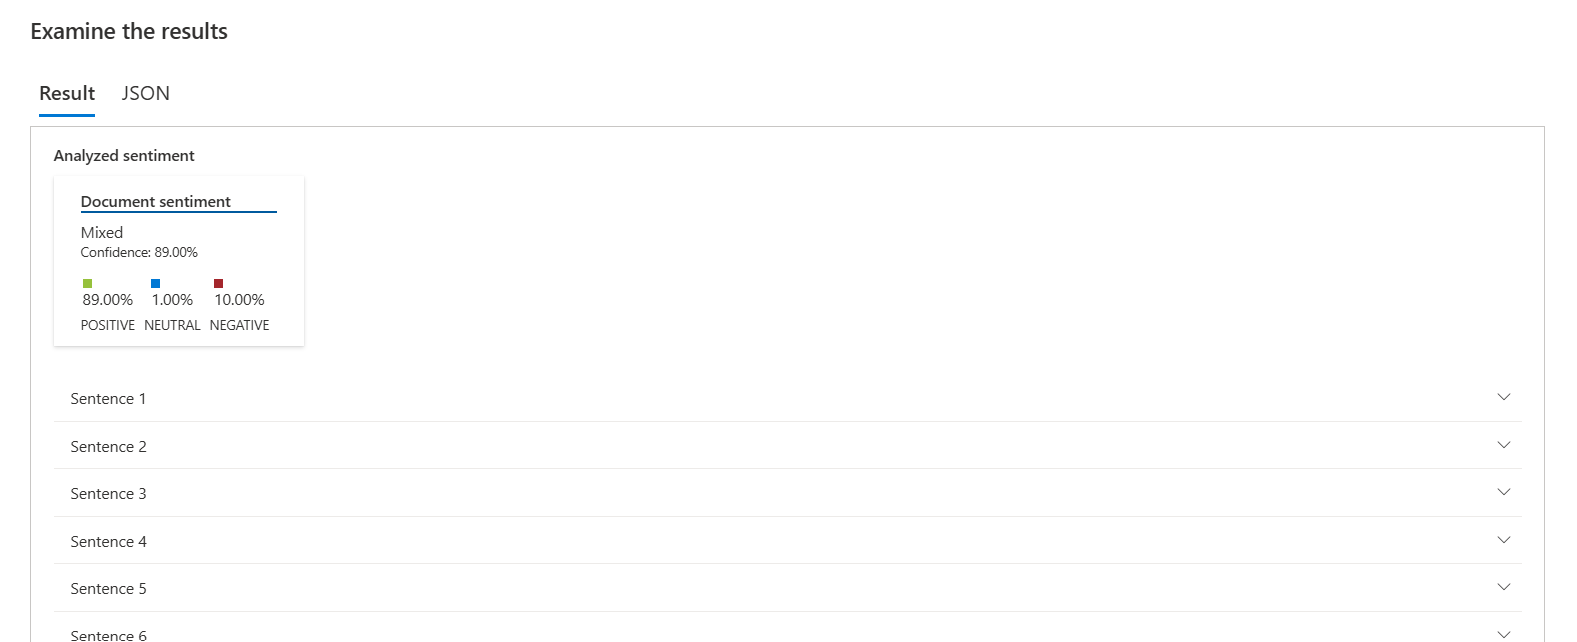 Examine the results
Result JSON
Analyzed sentiment
Document sentiment
Mixed
Confidence: 89.00%
89.00% 1.00% 10.00%
POSITIVE NEUTRAL NEGATIVE
Sentence 1
Sentence 2
Sentence 3
Sentence 4
Sentence 5
Sentence 6